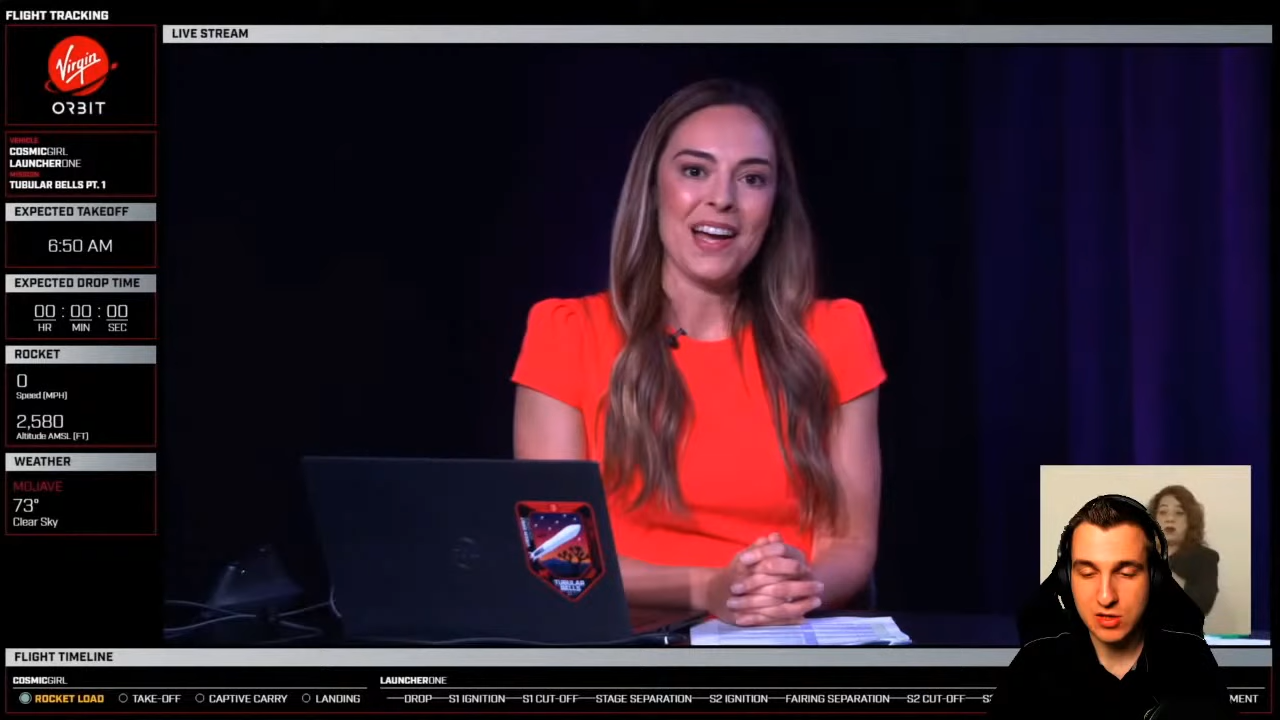 FLIGHT TRACKING
Virgin
ORBIT
VEHICLE
COSMICGIRL
LAUNCHERONE
MISSION
TUBULAR BELLS PT. 1
EXPECTED TAKEOFF
6:50 AM
EXPECTED DROP TIME
00 : 00 : 00
HR MIN SEC
ROCKET
0
Speed (MPH)
2,580
Altitude AMSL (FT)
WEATHER
MOJAVE
73°
Clear Sky
LIVE STREAM
TUBULAR
BELLS
FLIGHT TIMELINE
COSMICGIRL
ROCKET LOAD TAKE-OFF CAPTIVE CARRY LANDING
LAUNCHERONE
DROP S1 IGNITION S1 CUT-OFF STAGE SEPARATION S2 IGNITION FAIRING SEPARATION S2 CUT-OFF